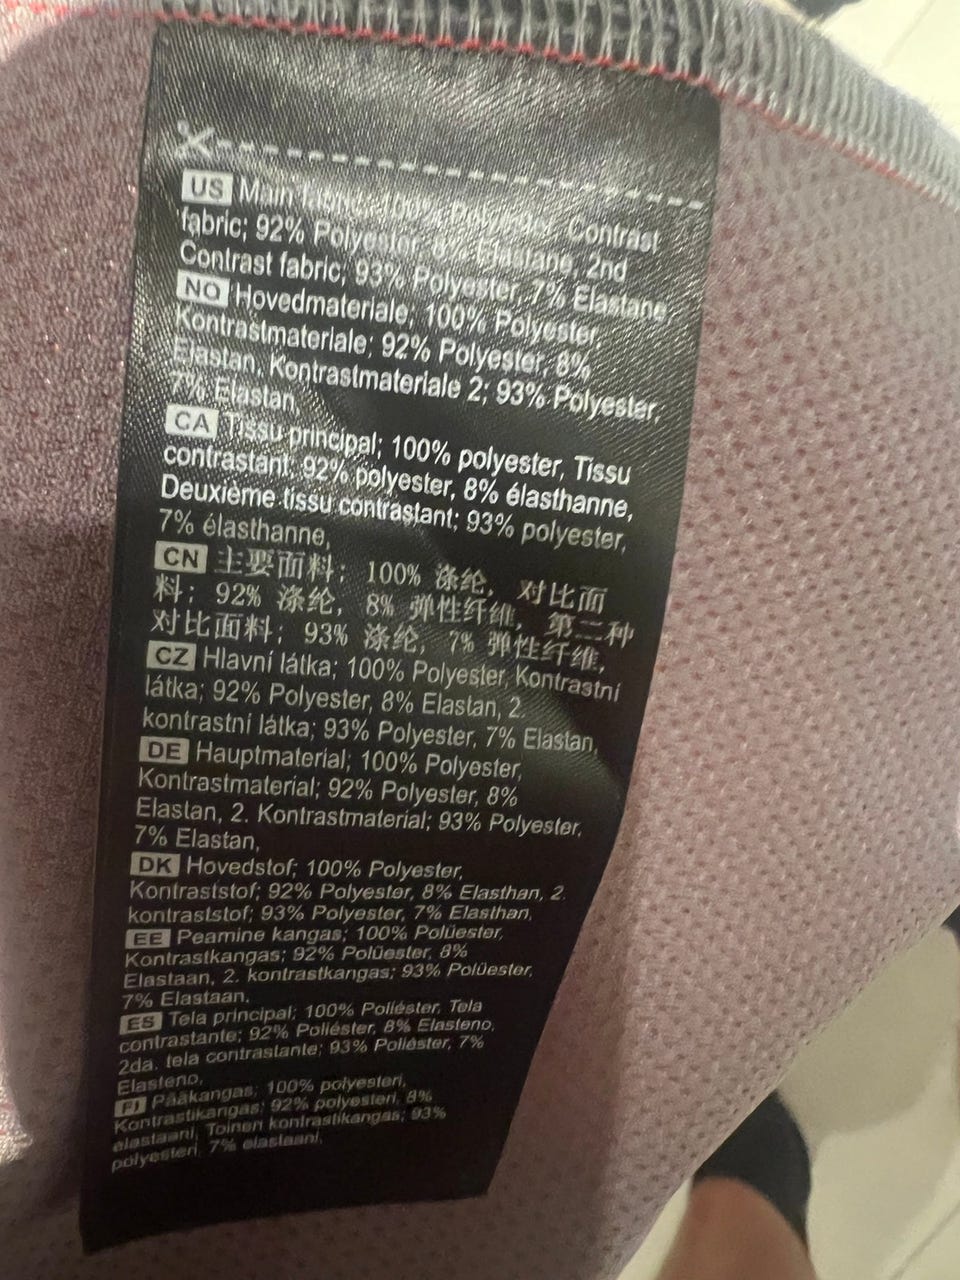 US Main fabric; 100% Polyester, Contrast
fabric; 92% Polyester, 8% Elastane, 2nd
Contrast fabric; 93% Polyester, 7% Elastane,
NO Hovedmateriale; 100% Polyester,
Kontrastmateriale; 92% Polyester, 8%
Elastan, Kontrastmateriale 2; 93% Polyester,
7% Elastan
CA Tissu principal; 100% polyester, Tissu
contrastant; 92% polyester, 8% élasthanne,
Deuxième tissu contrastant; 93% polyester,
7% élasthanne,
CN 主要面料; 100% 涤纶, 对比面
料; 92% 涤纶, 8% 弹性纤维, 第二种
对比面料; 93% 涤纶, 7% 弹性纤维,
CZ Hlavní látka; 100% Polyester, Kontrastní
látka; 92% Polyester, 8% Elastan, 2.
kontrastní látka; 93% Polyester, 7% Elastan,
DE Hauptmaterial; 100% Polyester,
Kontrastmaterial; 92% Polyester, 8%
Elastan, 2. Kontrastmaterial; 93% Polyester,
7% Elastan,
DK Hovedstof; 100% Polyester,
Kontraststof; 92% Polyester, 8% Elasthan, 2.
kontraststof; 93% Polyester, 7% Elasthan,
EE Peamine kangas; 100% Polüester,
Kontrastkangas; 92% Polüester, 8%
Elastaan, 2. kontrastkangas; 93% Polüester,
7% Elastaan,
ES Tela principal; 100% Poliéster, Tela
contrastante; 92% Poliéster, 8% Elasteno,
2da. tela contrastante; 93% Poliéster, 7%
Elasteno,
FI Pääkangas; 100% polyesteri,
Kontrastikangas; 92% polyesteri, 8%
elastaani, Toinen kontrastikangas; 93%
polyesteri, 7% elastaani,